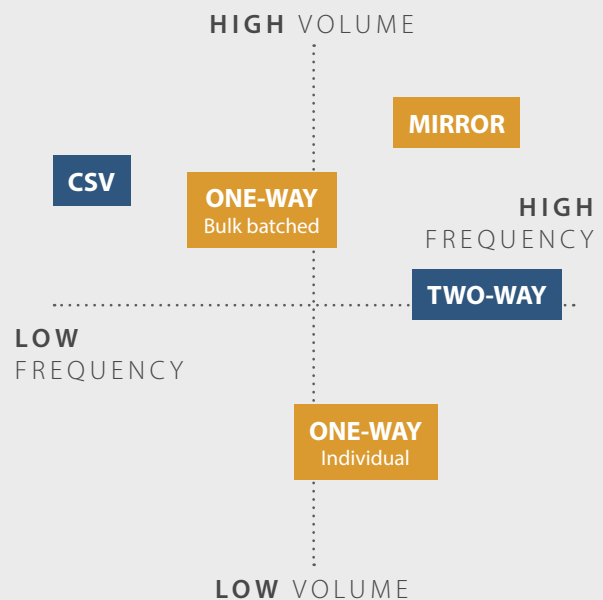 HIGH VOLUME
MIRROR
CSV
ONE-WAY
Bulk batched
HIGH
FREQUENCY
TWO-WAY
LOW
FREQUENCY
ONE-WAY
Individual
LOW VOLUME